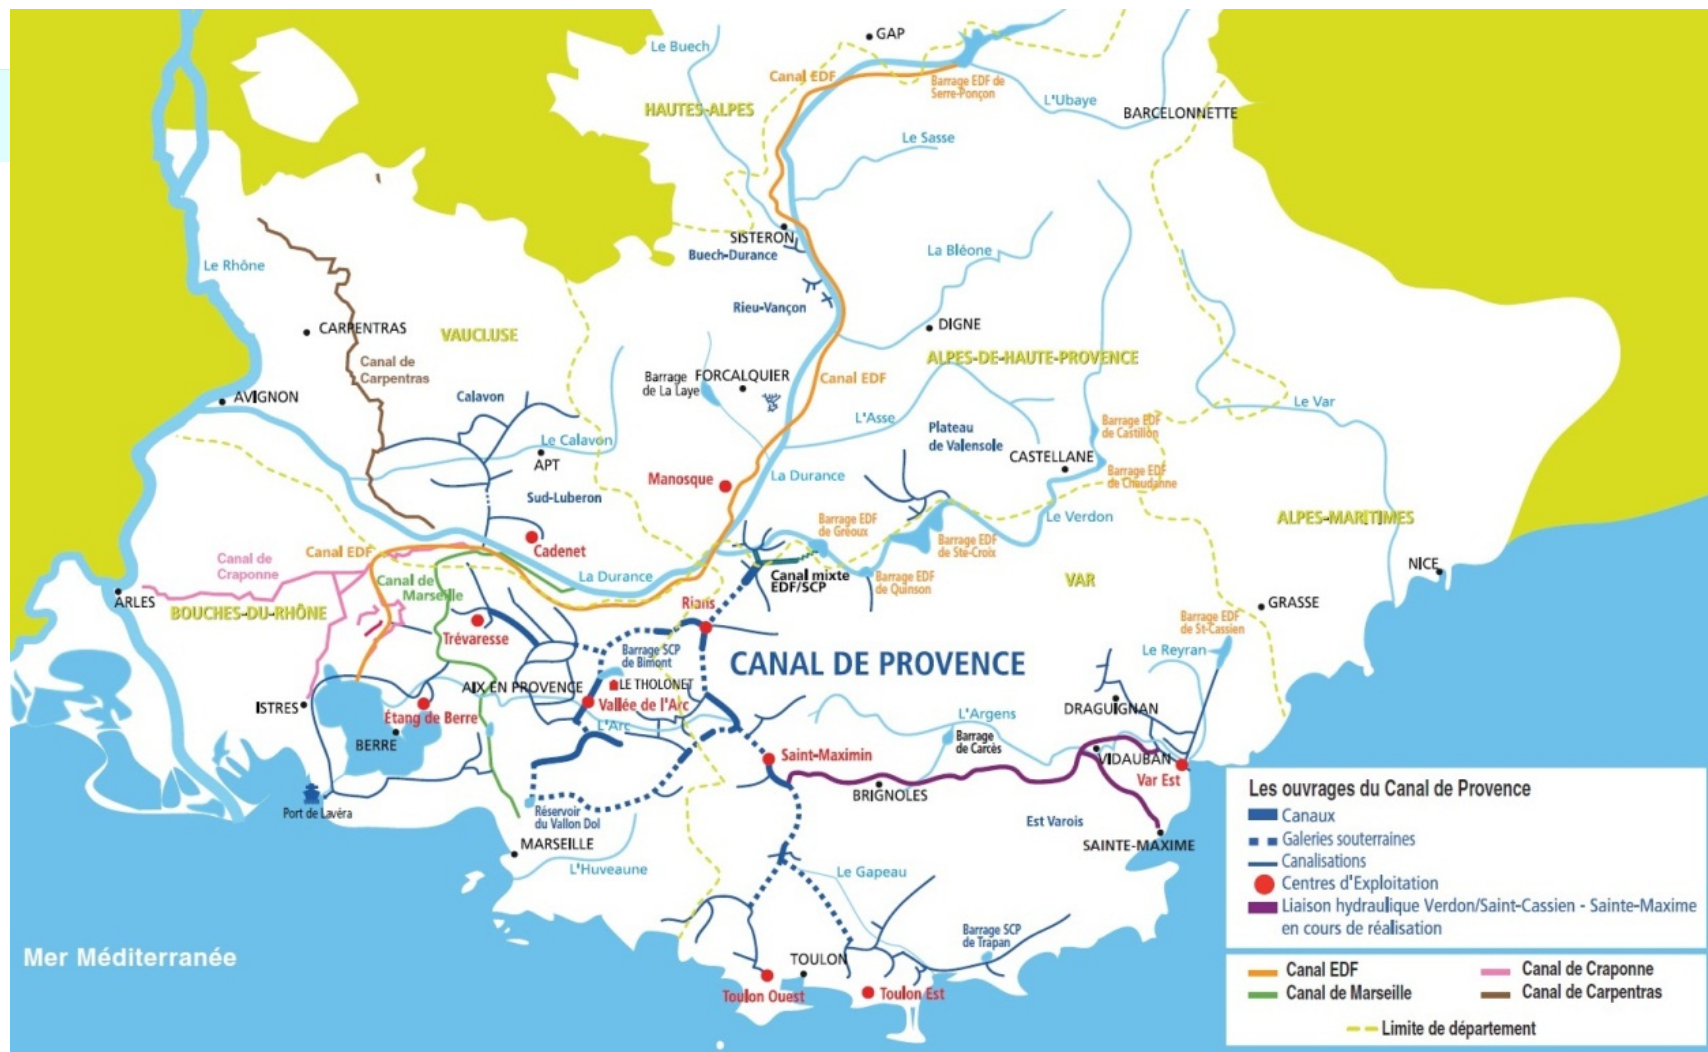 GAP
Le Buech
Canal EDF
Barrage EDF de
Serre-Ponçon
L'Ubaye
HAUTES-ALPES
BARCELONNETTE
Le Sasse
SISTERON
Buech-Durance
La Bléone
Le Rhône
Rieu-Vançon
CARPENTRAS
VAUCLUSE
DIGNE
Canal de
Carpentras
ALPES-DE-HAUTE-PROVENCE
Barrage
de La Laye
FORCALQUIER
Canal EDF
AVIGNON
Calavon
L'Asse
Le Var
Barrage EDF
de Castillon
Plateau
de Valensole
Le Calavon
APT
CASTELLANE
Barrage EDF
de Chaudanne
Manosque
La Durance
Sud-Luberon
Le Verdon
ALPES-MARITIMES
Barrage EDF
de Gréoux
Barrage EDF
de Ste-Croix
Canal EDF
Cadenet
Canal de
Craponne
NICE
La Durance
Canal mixte
EDF/SCP
Barrage EDF
de Quinson
VAR
Canal de
Marseille
ARLES
BOUCHES-DU-RHÔNE
Rians
GRASSE
Barrage EDF
de St-Cassien
Trévaresse
Barrage SCP
de Bimont
CANAL DE PROVENCE
Le Reyran
AIX EN PROVENCE
LE THOLONET
Vallée de l'Arc
ISTRES
Étang de Berre
L'Arc
L'Argens
DRAGUIGNAN
BERRE
Barrage
de Carcès
Saint-Maximin
VIDAUBAN
Var Est
BRIGNOLES
Port de Lavéra
Réservoir
du Vallon Dol
Est Varois
MARSEILLE
SAINTE-MAXIME
L'Huveaune
Le Gapeau
Barrage SCP
de Trapan
Mer Méditerranée
TOULON
Toulon Ouest
Toulon Est
Les ouvrages du Canal de Provence
Canaux
Galeries souterraines
Canalisations
Centres d'Exploitation
Liaison hydraulique Verdon/Saint-Cassien - Sainte-Maxime
en cours de réalisation
Canal EDF
Canal de Craponne
Canal de Marseille
Canal de Carpentras
Limite de département